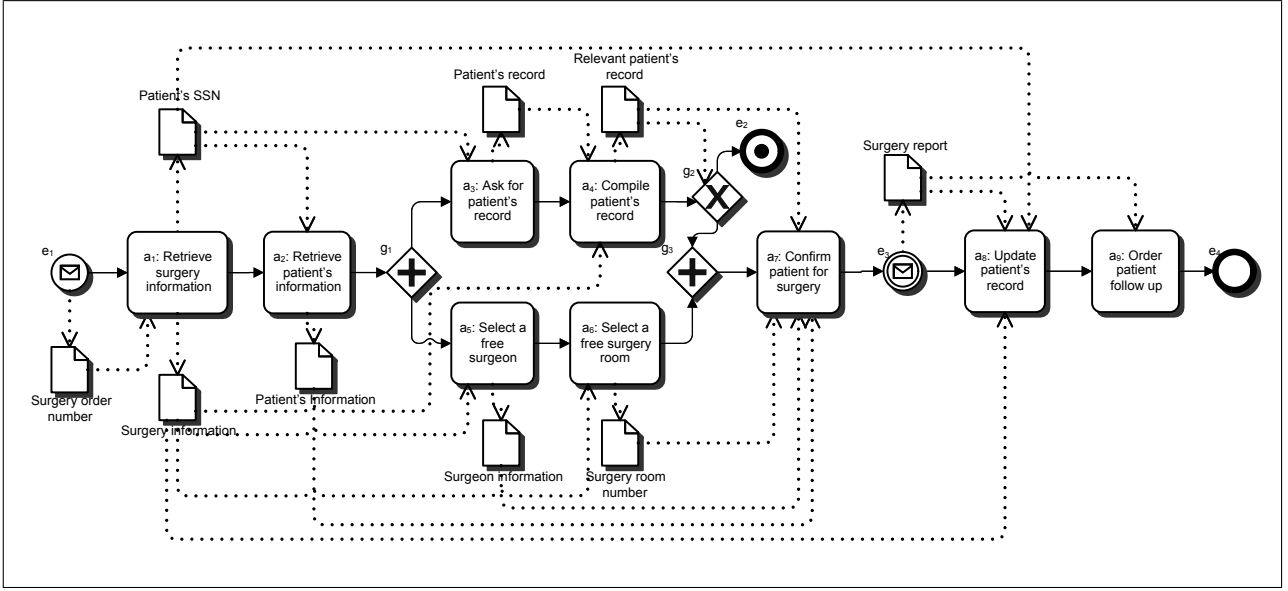 Relevant patient's
record
Patient's record
Patient's SSN
e2
Surgery report
g2
a3: Ask for
patient's
record
a4: Compile
patient's
record
e1
a1: Retrieve
surgery
information
a2: Retrieve
patient's
information
g1
g3
a7: Confirm
patient for
surgery
e3
a8: Update
patient's
record
a9: Order
patient
follow up
e4
a5: Select a
free
surgeon
a6: Select a
free surgery
room
Surgery order
number
Patient's Information
Surgery information
Surgeon information
Surgery room
number